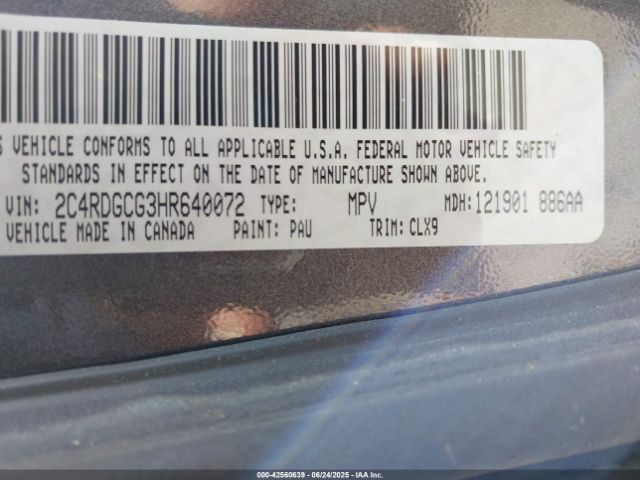 VEHICLE CONFORMS TO ALL APPLICABLE U.S.A. FEDERAL MOTOR VEHICLE SAFETY
STANDARDS IN EFFECT ON THE DATE OF MANUFACTURE SHOWN ABOVE.
VIN: 2C4RDGCG3HR640072 TYPE: MPV MDH:121901 886AA
VEHICLE MADE IN CANADA PAINT: PAU TRIM: CLX9
000-42560639 - 06/24/2025 - IAA Inc.